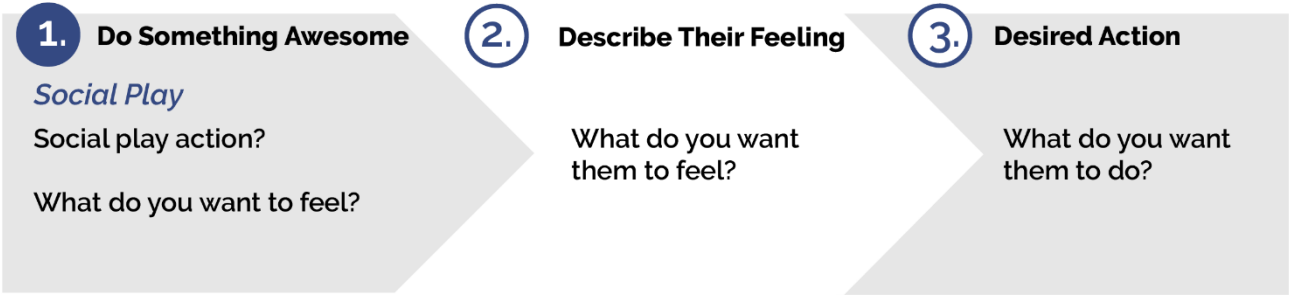 1. Do Something Awesome
Social Play
Social play action?
What do you want to feel?
2. Describe Their Feeling
What do you want
them to feel?
3. Desired Action
What do you want
them to do?